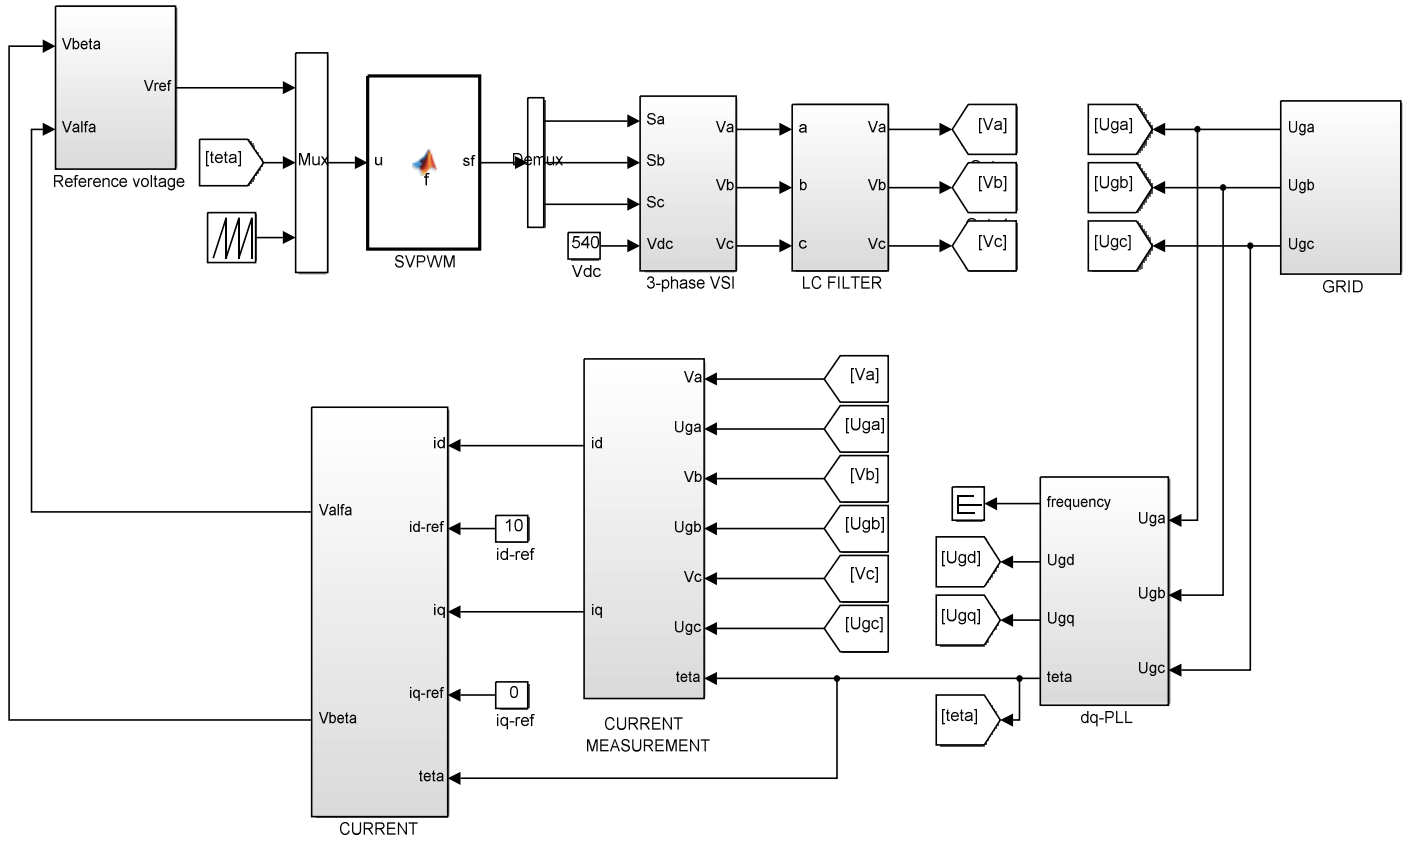 Vbeta
Vref
Valfa
Reference voltage
[teta]
Mux
u
f
sf
SVPWM
Demux
Sa
Sb
Sc
Vdc
540
Vdc
Va
Vb
Vc
3-phase VSI
a
b
c
Va
Vb
Vc
LC FILTER
[Va]
[Vb]
[Vc]
[Uga]
[Ugb]
[Ugc]
Uga
Ugb
Ugc
GRID
Valfa
Vbeta
id
id-ref
iq
iq-ref
teta
CURRENT
10
id-ref
0
iq-ref
id
iq
Va
Uga
Vb
Ugb
Vc
Ugc
teta
CURRENT
MEASUREMENT
[Va]
[Uga]
[Vb]
[Ugb]
[Vc]
[Ugc]
[Ugd]
[Ugq]
[teta]
frequency
Ugd
Ugq
teta
Uga
Ugb
Ugc
dq-PLL